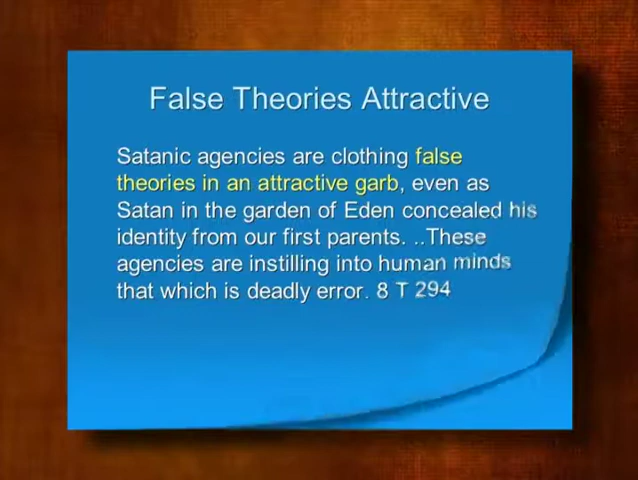 False Theories Attractive
Satanic agencies are clothing false
theories in an attractive garb, even as
Satan in the garden of Eden concealed his
identity from our first parents. ..These
agencies are instilling into human minds
that which is deadly error. 8 T 294